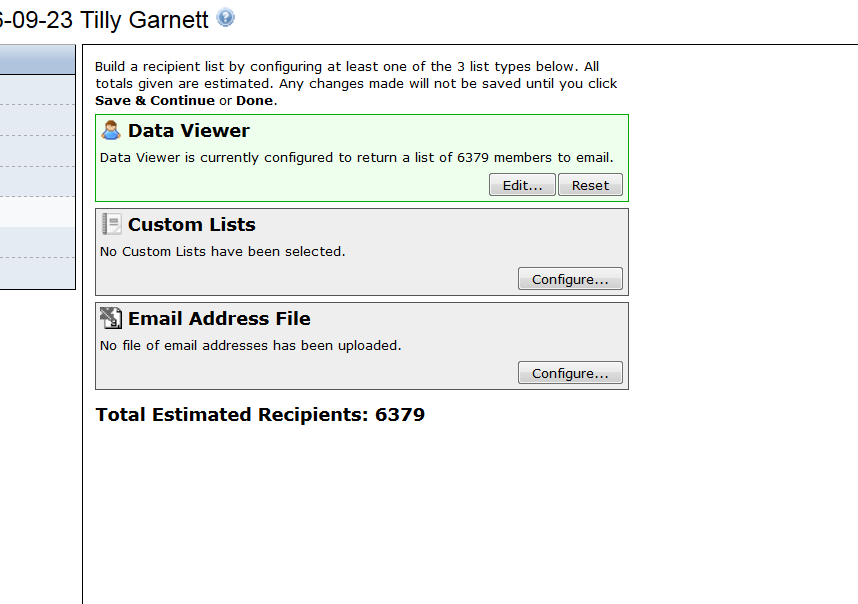 6-09-23 Tilly Garnett
Build a recipient list by configuring at least one of the 3 list types below. All
totals given are estimated. Any changes made will not be saved until you click
Save & Continue or Done.
Data Viewer
Data Viewer is currently configured to return a list of 6379 members to email.
Edit... Reset
Custom Lists
No Custom Lists have been selected.
Configure...
Email Address File
No file of email addresses has been uploaded.
Configure...
Total Estimated Recipients: 6379